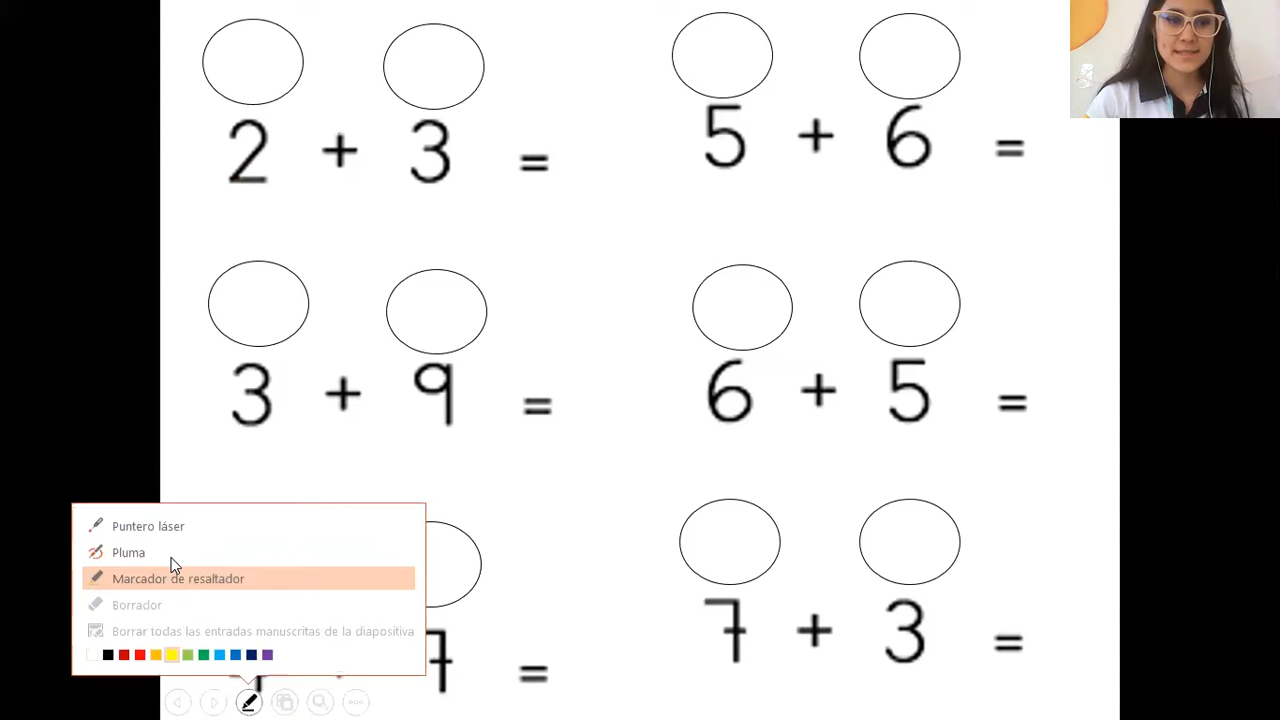 2 + 3 =
5 + 6 =
3 + 9 =
6 + 5 =
7 =
7 + 3 =
Puntero láser
Pluma
Marcador de resaltador
Borrador
Borrar todas las entradas manuscritas de la diapositiva